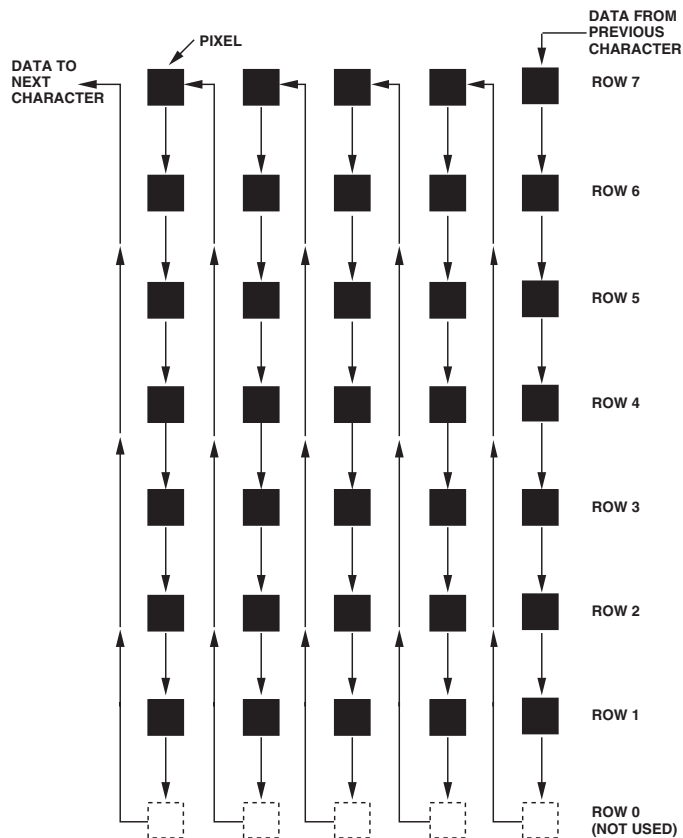 DATA FROM
PREVIOUS
CHARACTER
PIXEL
DATA TO
NEXT
CHARACTER
ROW 7
ROW 6
ROW 5
ROW 4
ROW 3
ROW 2
ROW 1
ROW 0
(NOT USED)